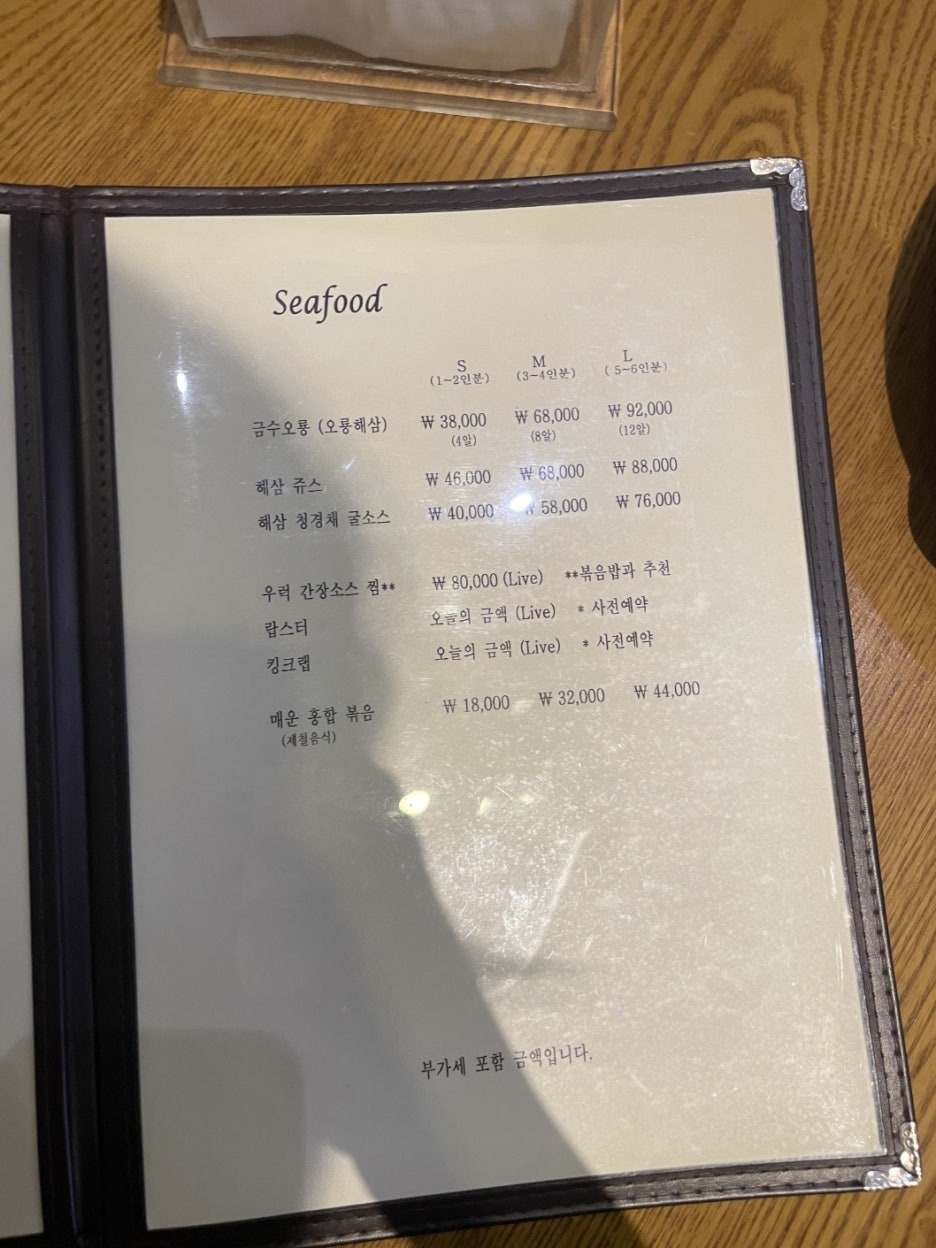 Seafood
S M L
(1~2인분) (3~4인분) ( 5~6인분)
금수오룡 (오룡해삼) ₩ 38,000 ₩ 68,000 ₩ 92,000
(4알) (8알) (12알)
해삼 쥬스 ₩ 46,000 ₩ 68,000 ₩ 88,000
해삼 청경채 굴소스 ₩ 40,000 ₩ 58,000 ₩ 76,000
우럭 간장소스 찜** ₩ 80,000 (Live) **볶음밥과 추천
랍스터 오늘의 금액 (Live) * 사전예약
킹크랩 오늘의 금액 (Live) * 사전예약
매운 홍합 볶음 ₩ 18,000 ₩ 32,000 ₩ 44,000
(제철음식)
부가세 포함 금액입니다.